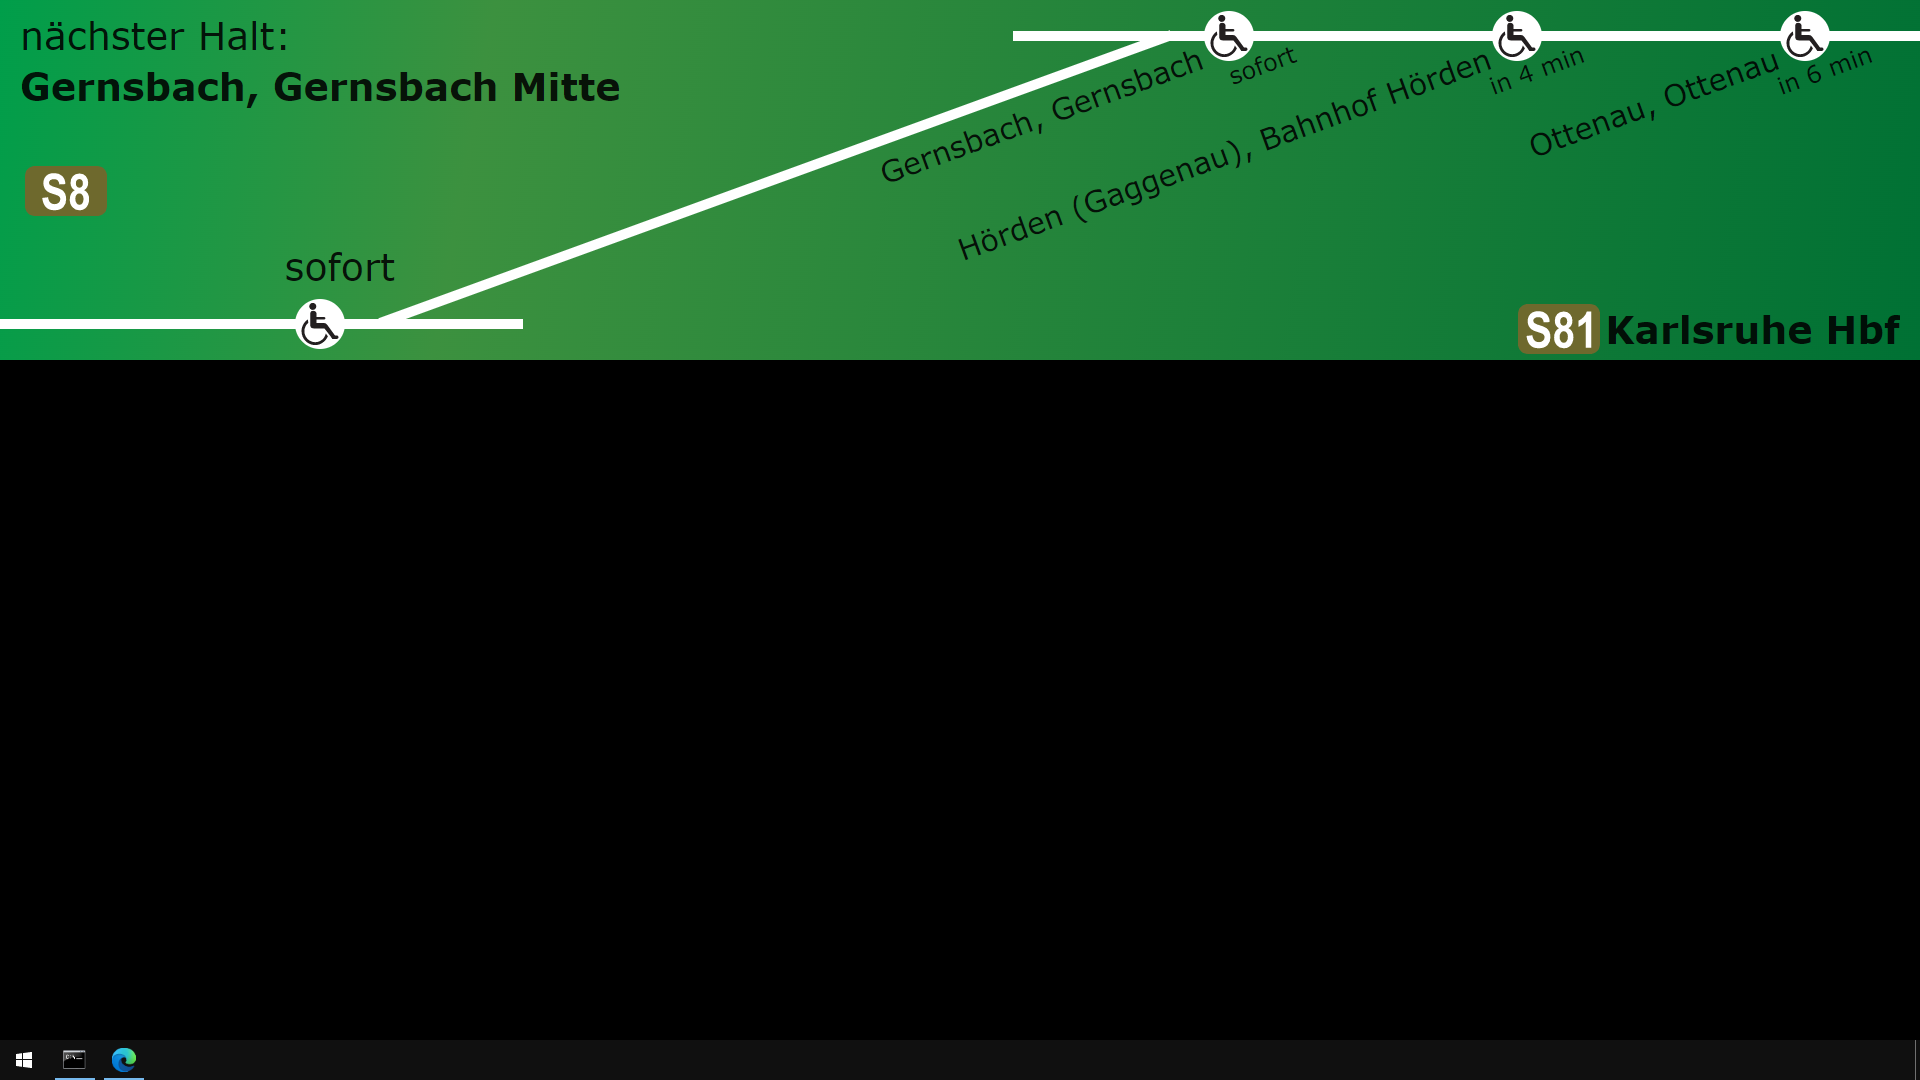 nächster Halt:
Gernsbach, Gernsbach Mitte
S8
sofort
Gernsbach, Gernsbach
sofort
Hörden (Gaggenau), Bahnhof Hörden
in 4 min
Ottenau, Ottenau
in 6 min
S81 Karlsruhe Hbf